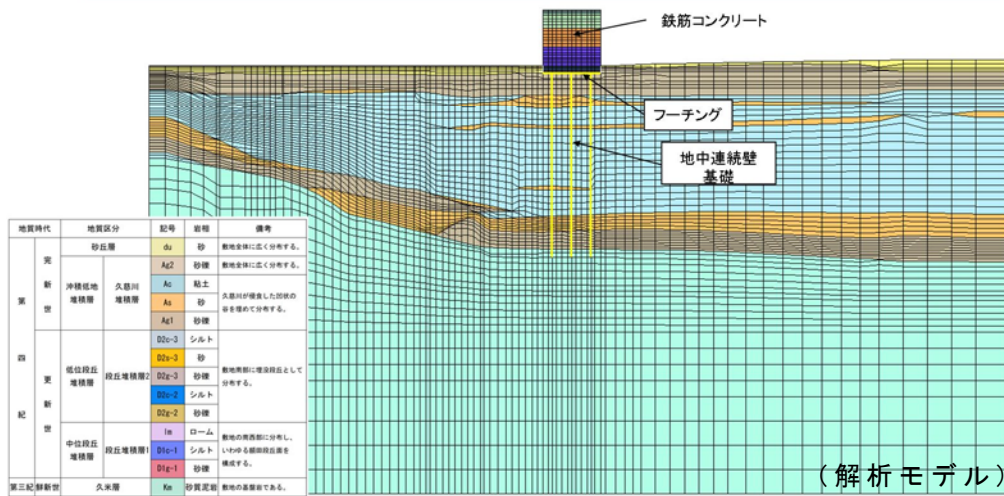 鉄筋コンクリート
フーチング
地中連続壁
基礎
地質時代 地質区分 記号 岩相 備考
第四紀 完新世 砂丘層 du 砂 敷地全体に広く分布する。
沖積低地堆積層 久慈川堆積層 Ag2 砂礫 敷地全体に広く分布する。
Ac 粘土 久慈川が侵食した凹状の谷を埋めて分布する。
As 砂
Ag1 砂礫
更新世 低位段丘堆積層 段丘堆積層2 D2c-3 シルト 敷地南部に埋没段丘として分布する。
D2s-3 砂
D2g-3 砂礫
D2c-2 シルト
D2g-2 砂礫
中位段丘堆積層 段丘堆積層1 lm ローム 敷地の南西部に分布し、いわゆる額田段丘面を構成する。
D1c-1 シルト
D1g-1 砂礫
第三紀 鮮新世 久米層 Km 砂質泥岩 敷地の基盤岩である。
(解析モデル)